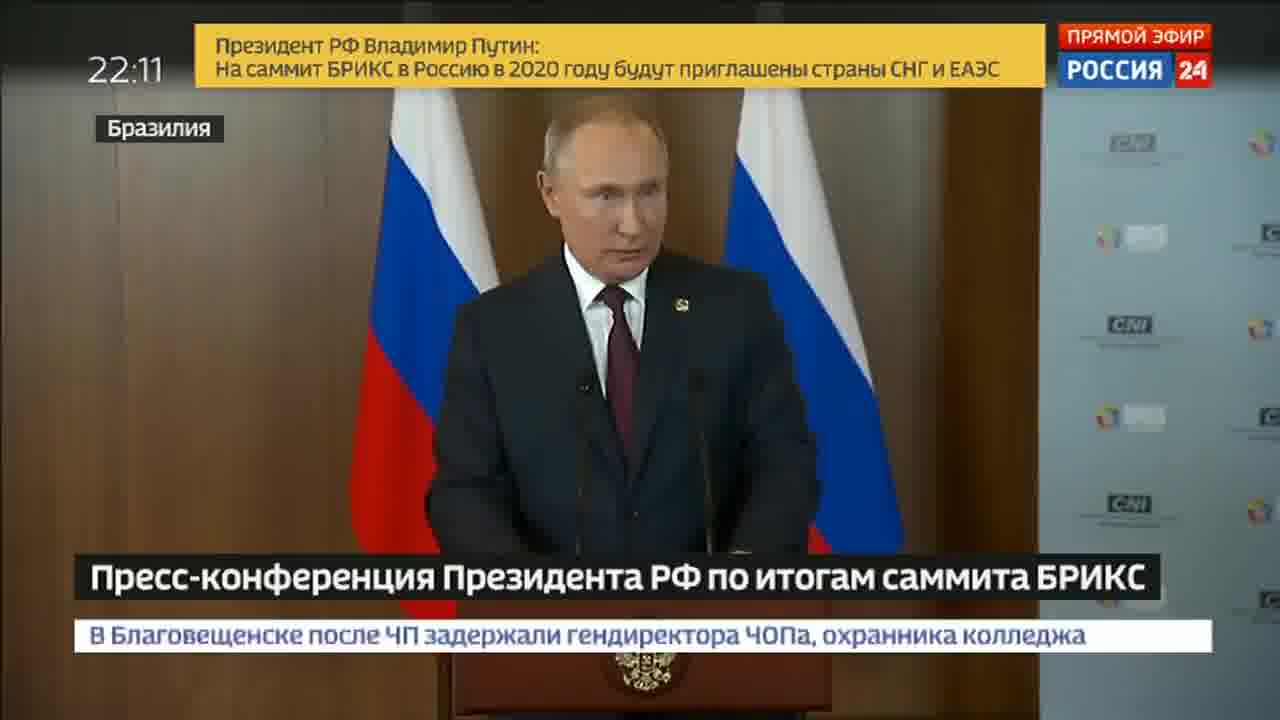 22:11
Президент РФ Владимир Путин:
На саммит БРИКС в Россию в 2020 году будут приглашены страны СНГ и ЕАЭС
ПРЯМОЙ ЭФИР
РОССИЯ 24
Бразилия
CNI
CNI
CNI
Пресс-конференция Президента РФ по итогам саммита БРИКС
В Благовещенске после ЧП задержали гендиректора ЧОПа, охранника колледжа